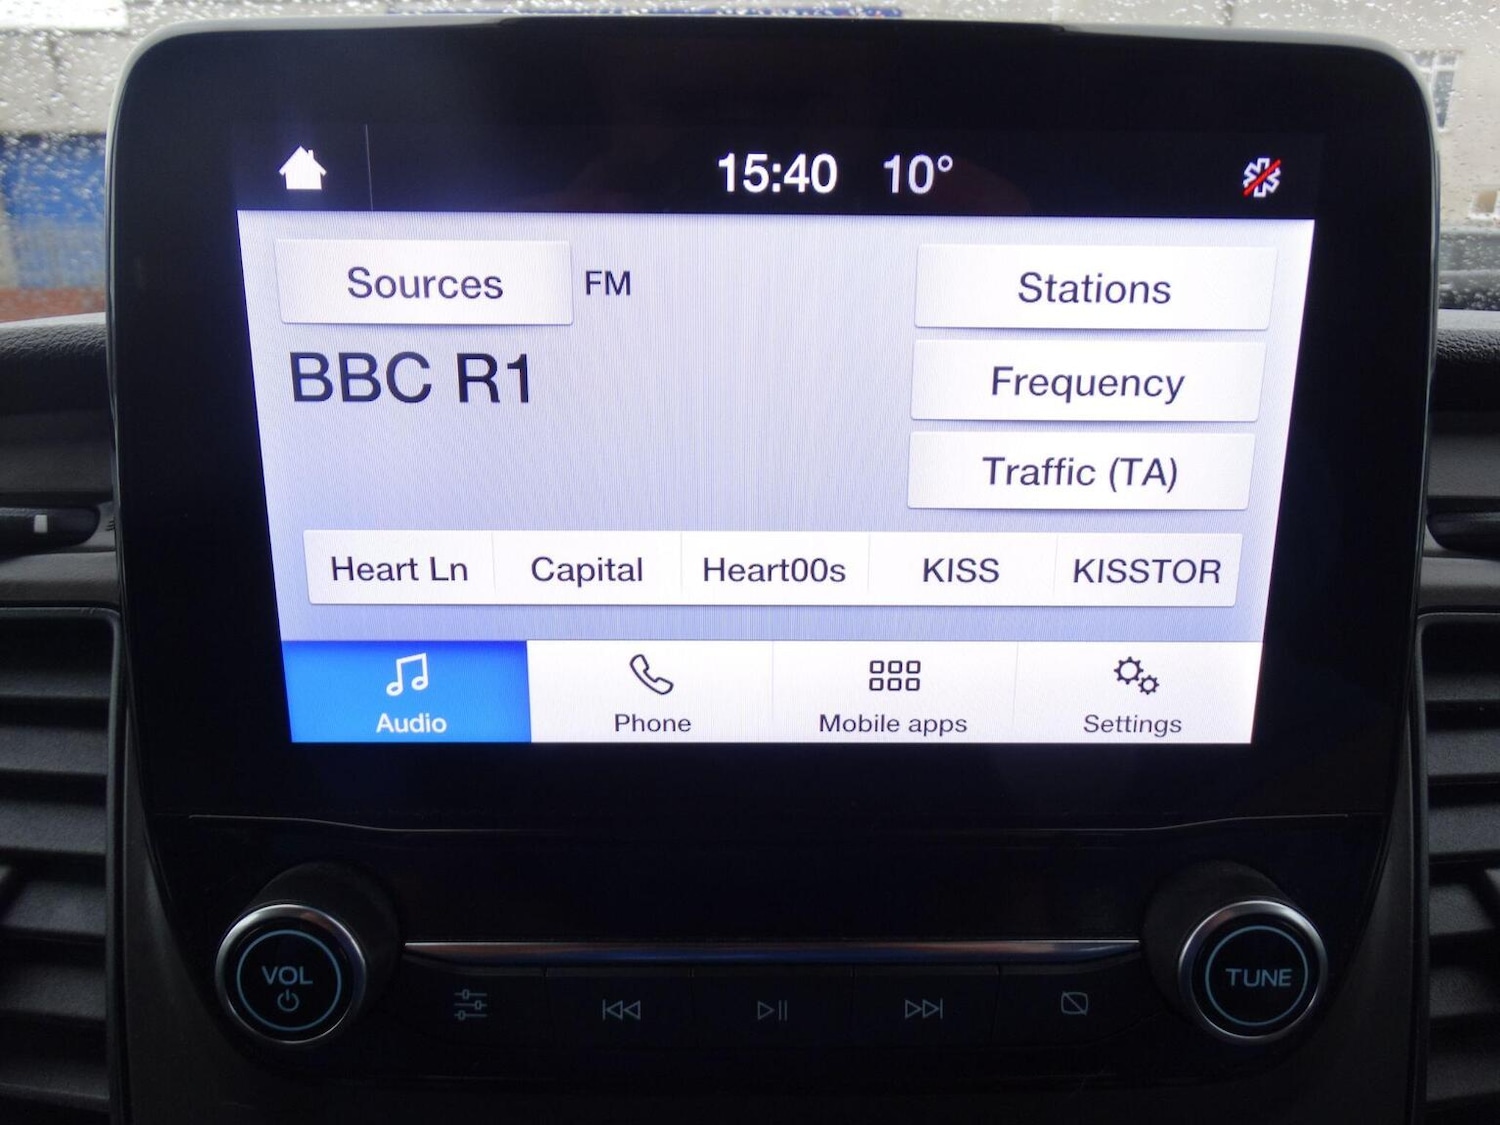 15:40 10°
Sources FM
Stations
BBC R1
Frequency
Traffic (TA)
Heart Ln Capital Heart00s KISS KISSTOR
Audio Phone Mobile apps Settings
VOL
TUNE